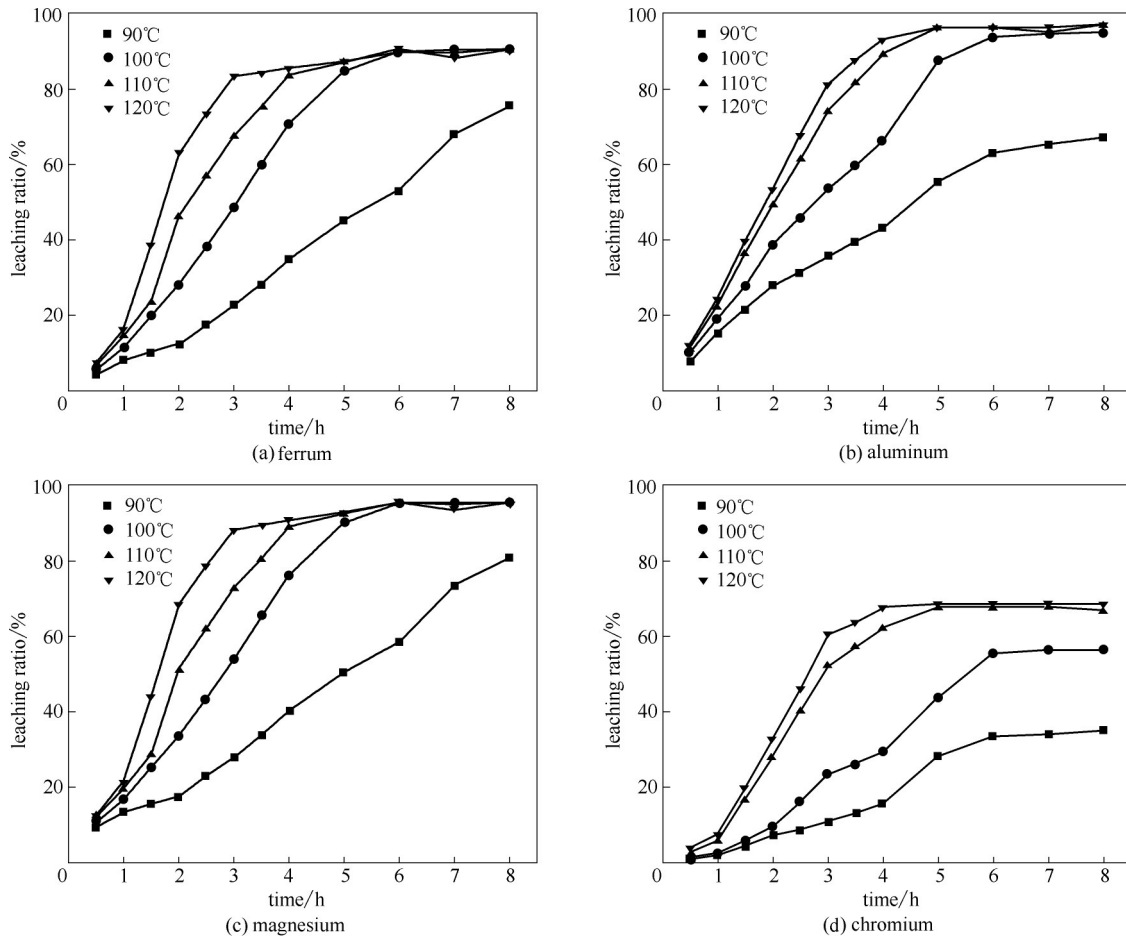 100
80
60
40
20
0
leaching ratio/%
90℃
100℃
110℃
120℃
1 2 3 4 5 6 7 8
time/h
(a) ferrum
100
80
60
40
20
0
leaching ratio/%
90℃
100℃
110℃
120℃
1 2 3 4 5 6 7 8
time/h
(b) aluminum
100
80
60
40
20
0
leaching ratio/%
90℃
100℃
110℃
120℃
1 2 3 4 5 6 7 8
time/h
(c) magnesium
100
80
60
40
20
0
leaching ratio/%
90℃
100℃
110℃
120℃
1 2 3 4 5 6 7 8
time/h
(d) chromium